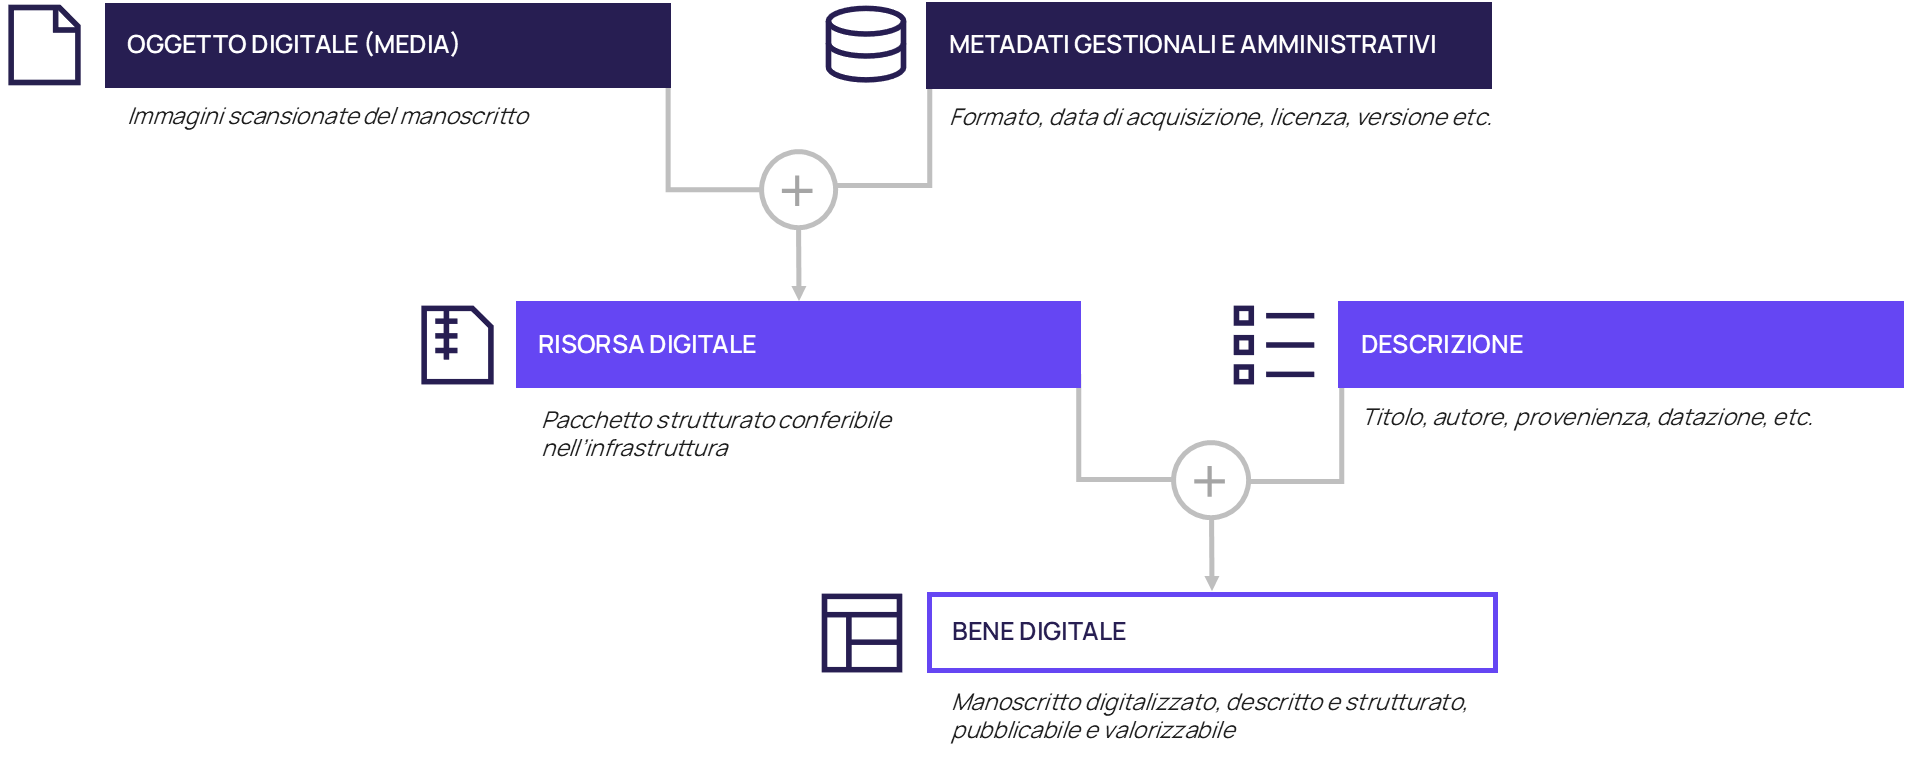 OGGETTO DIGITALE (MEDIA)
METADATI GESTIONALI E AMMINISTRATIVI
Immagini scansionate del manoscritto
Formato, data di acquisizione, licenza, versione etc.
RISORSA DIGITALE
DESCRIZIONE
Pacchetto strutturato conferibile
nell'infrastruttura
Titolo, autore, provenienza, datazione, etc.
BENE DIGITALE
Manoscritto digitalizzato, descritto e strutturato,
pubblicabile e valorizzabile